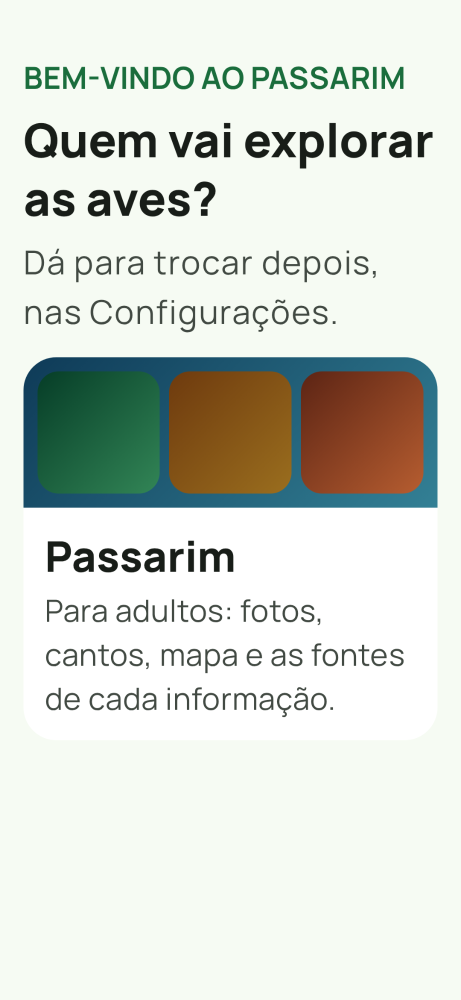 BEM-VINDO AO PASSARIM
Quem vai explorar
as aves?
Dá para trocar depois,
nas Configurações.
Passarim
Para adultos: fotos,
cantos, mapa e as fontes
de cada informação.